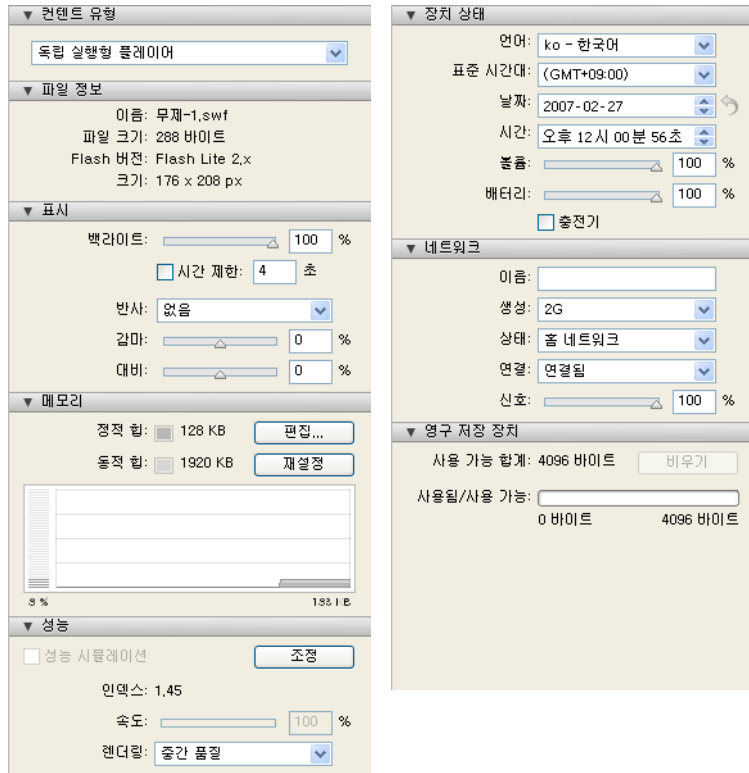 ▼ 컨텐트 유형
독립 실행형 플레이어
▼ 파일 정보
이름: 무제-1.swf
파일 크기: 288 바이트
Flash 버전: Flash Lite 2.x
크기: 176 x 208 px
▼ 표시
백라이트: 100 %
시간 제한: 4 초
반사: 없음
감마: 0 %
대비: 0 %
▼ 메모리
정적 힙: 128 KB 편집...
동적 힙: 1920 KB 재설정
▼ 성능
성능 시뮬레이션 조정
인덱스: 1.45
속도: 100 %
렌더링: 중간 품질
▼ 장치 상태
언어: ko - 한국어
표준 시간대: (GMT+09:00)
날짜: 2007-02-27
시간: 오후 12시 00분 56초
볼륨: 100 %
배터리: 100 %
충전기
▼ 네트워크
이름:
생성: 2G
상태: 홈 네트워크
연결: 연결됨
신호: 100 %
▼ 영구 저장 장치
사용 가능 합계: 4096 바이트 비우기
사용됨/사용 가능:
0 바이트 4096 바이트